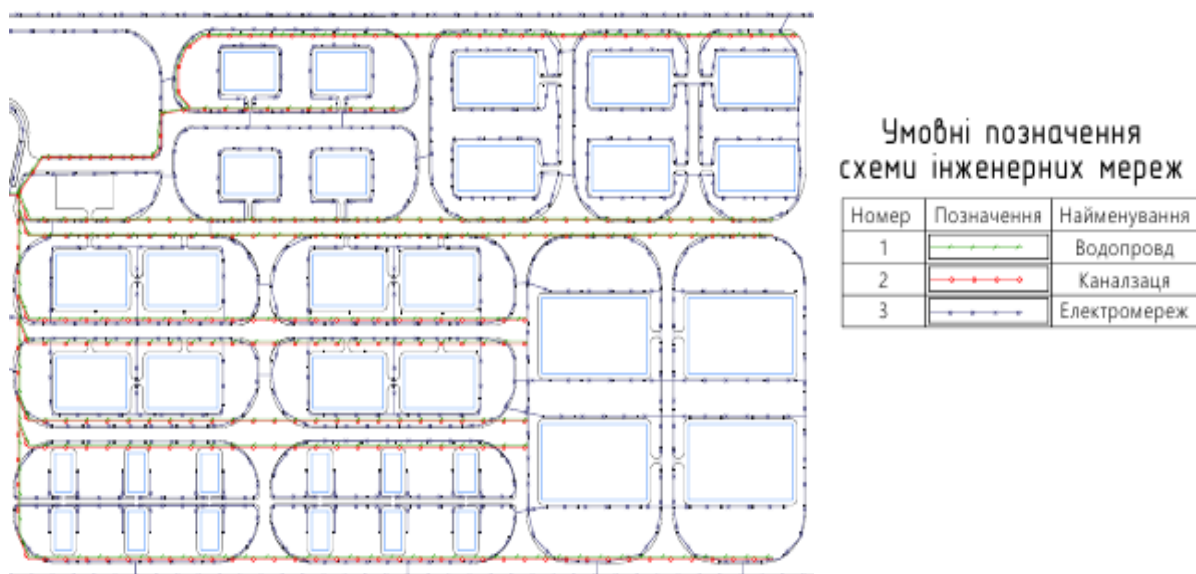 Умовні позначення
схеми інженерних мереж
Номер Позначення Найменування
1 Водопровд
2 Каналзаця
3 Електромереж